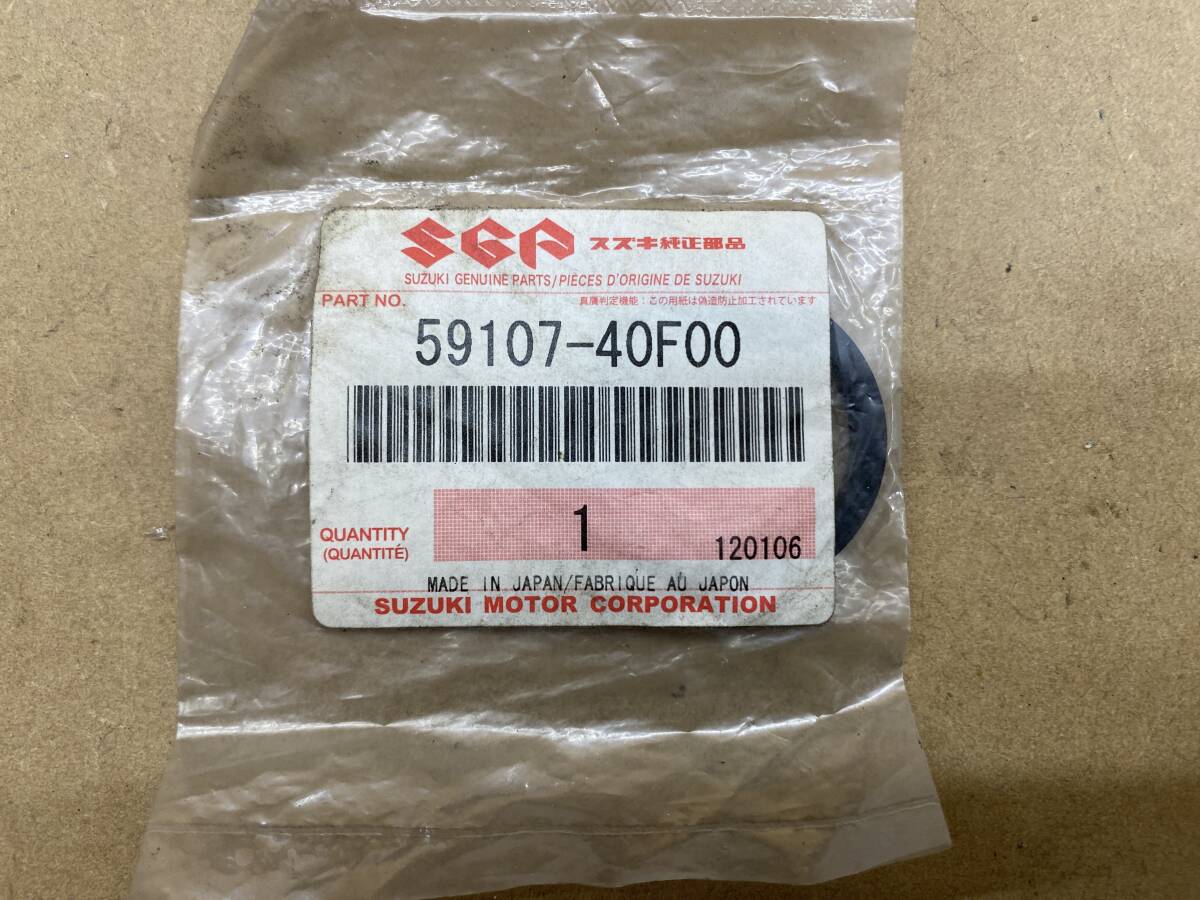 SGP スズキ純正部品
SUZUKI GENUINE PARTS/PIÈCES D'ORIGINE DE SUZUKI
PART NO. 真贋判定機能：この用紙は偽造防止加工されています
59107-40F00
QUANTITY 1
(QUANTITÉ) 120106
MADE IN JAPAN/FABRIQUE AU JAPON
SUZUKI MOTOR CORPORATION